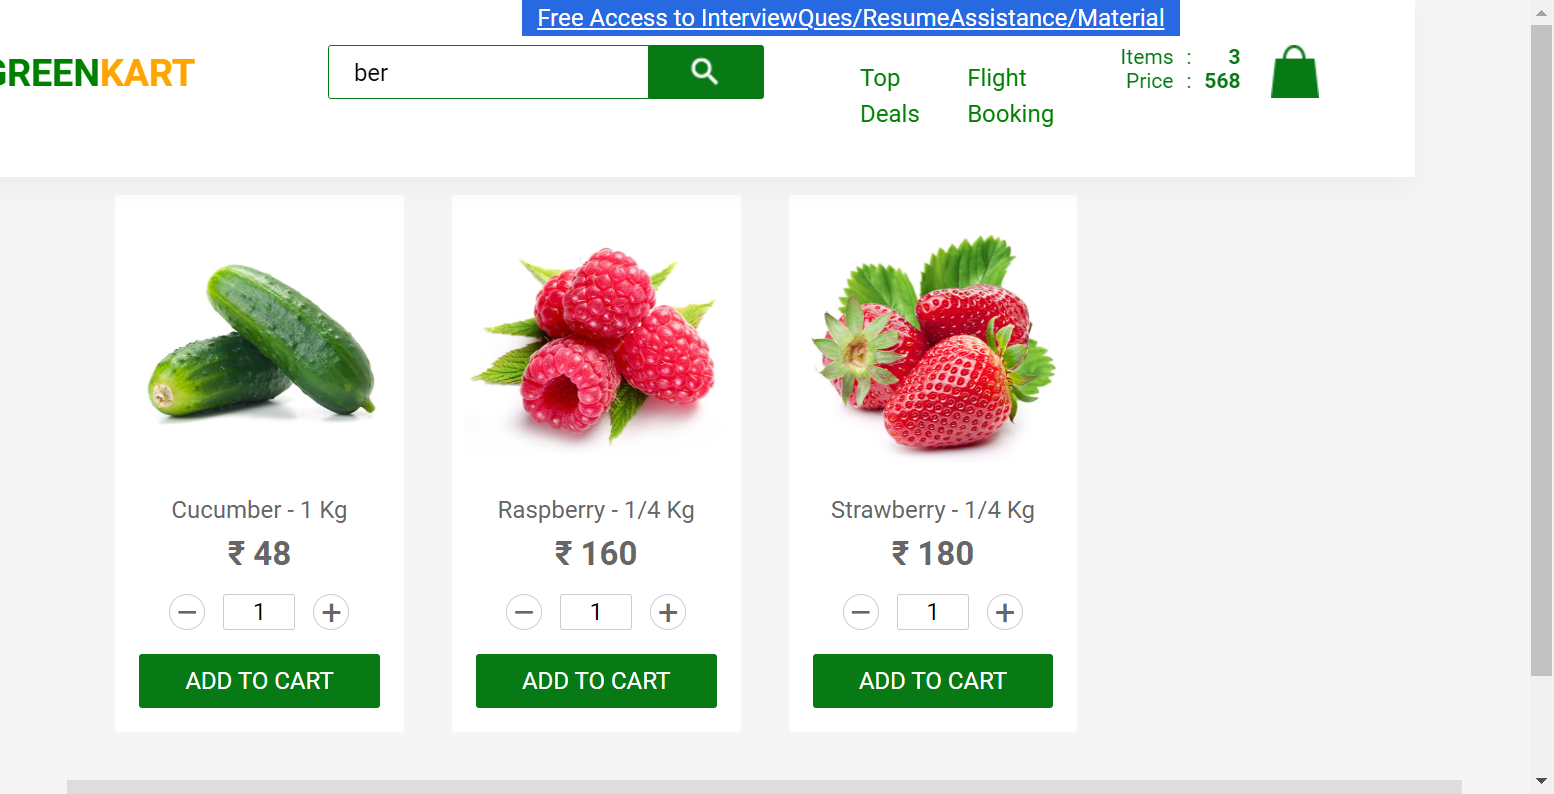 Free Access to InterviewQues/ResumeAssistance/Material
GREENKART
ber
Top Deals
Flight Booking
Items : 3
Price : 568
Cucumber - 1 Kg
₹ 48
− 1 +
ADD TO CART
Raspberry - 1/4 Kg
₹ 160
− 1 +
ADD TO CART
Strawberry - 1/4 Kg
₹ 180
− 1 +
ADD TO CART